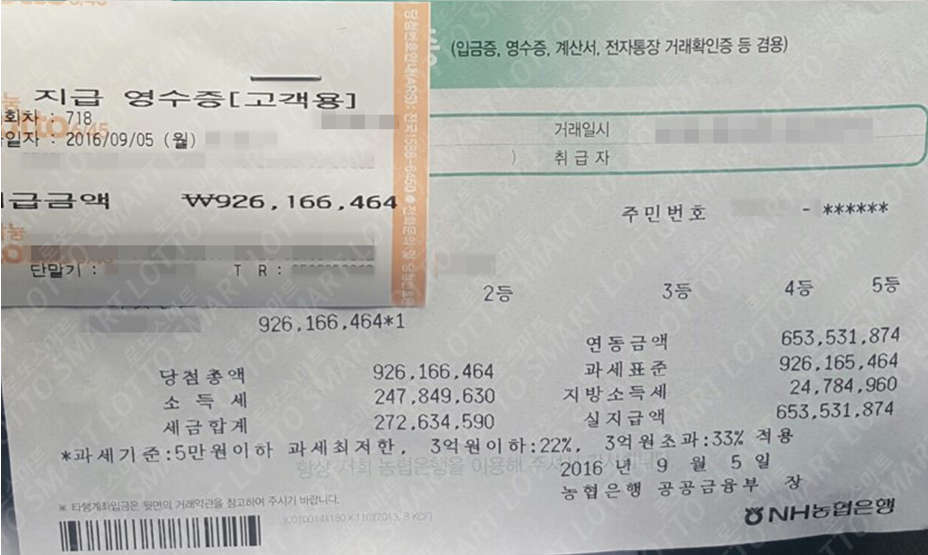 지급 영수증[고객용]
회차 : 718
일자 : 2016/09/05 (월)
급금액 ₩926,166,464
단말기 : T R :
(입금증, 영수증, 계산서, 전자통장 거래확인증 등 겸용)
거래일시
) 취급자
주민번호 - ******
2등 3등 4등 5등
926,166,464*1
연동금액 653,531,874
당첨총액 926,166,464 과세표준 926,165,464
소 득 세 247,849,630 지방소득세 24,784,960
세금합계 272,634,590 실지급액 653,531,874
*과세기준:5만원이하 과세최저한, 3억원이하:22%, 3억원초과:33% 적용
항상 저희 농협은행을 이용해 주셔서 감사합니다.
2016 년 9 월 5 일
농협은행 공공금융부 장
※ 타행계좌입금은 뒷면의 거래약관을 참고하여 주시기 바랍니다.
NH농협은행